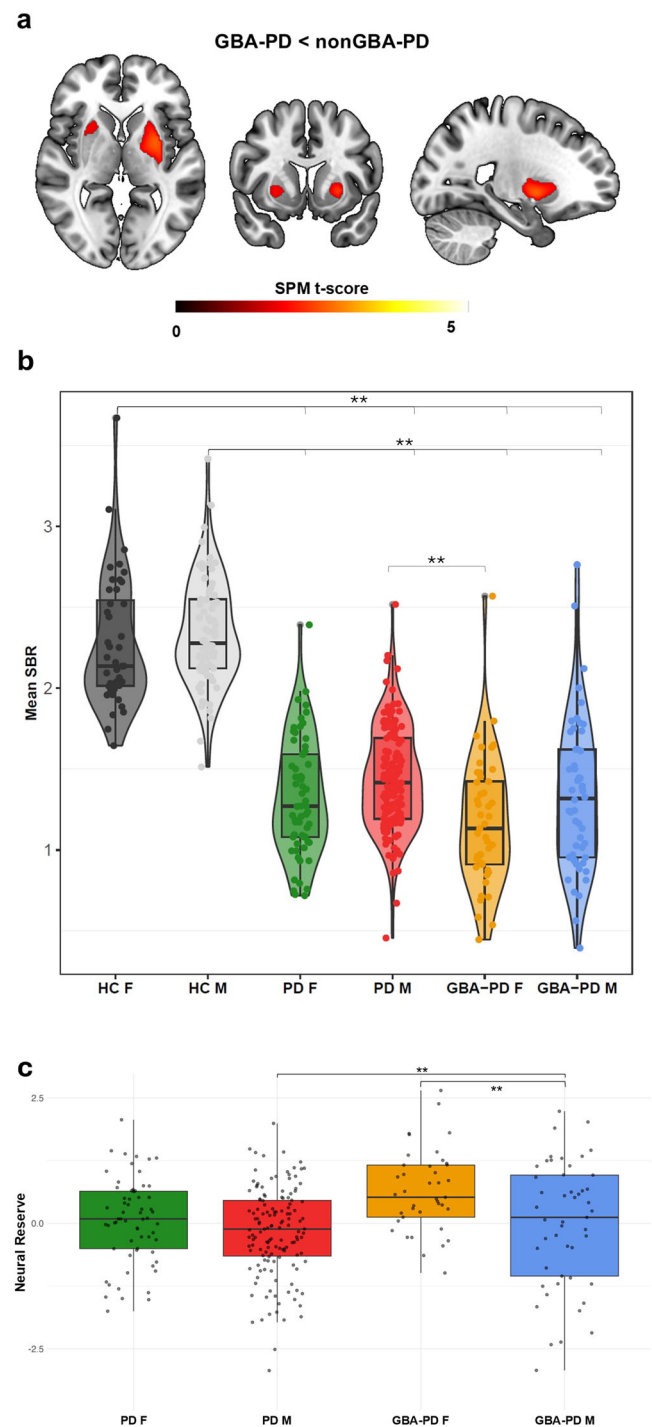 a
GBA-PD < nonGBA-PD
SPM t-score
0 5
b
**
**
**
3
2
1
Mean SBR
HC F HC M PD F PD M GBA−PD F GBA−PD M
c
**
**
2.5
0.0
-2.5
Neural Reserve
PD F PD M GBA-PD F GBA-PD M